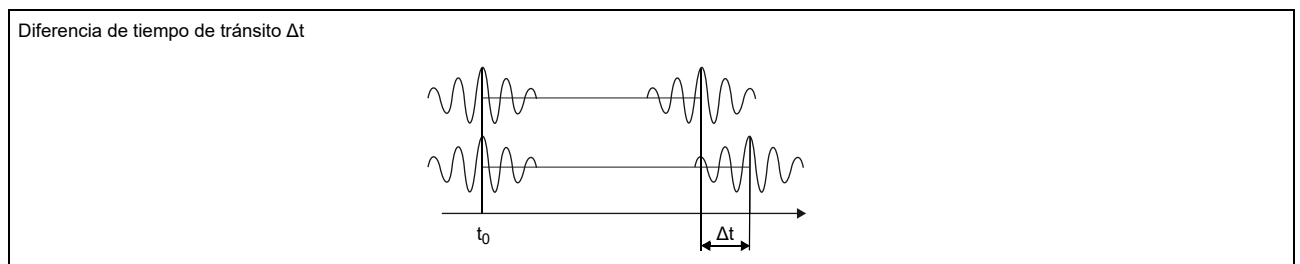 Diferencia de tiempo de tránsito Δt
t₀
Δt